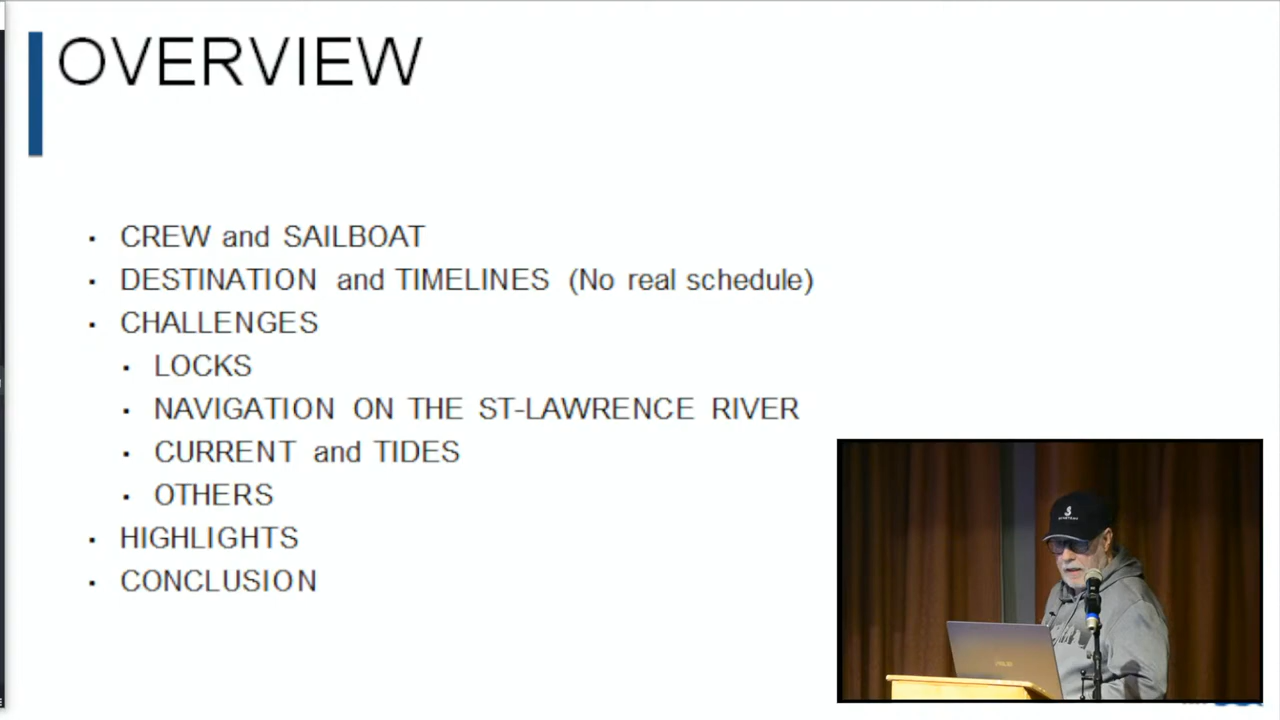 OVERVIEW
CREW and SAILBOAT
DESTINATION and TIMELINES (No real schedule)
CHALLENGES
LOCKS
NAVIGATION ON THE ST-LAWRENCE RIVER
CURRENT and TIDES
OTHERS
HIGHLIGHTS
CONCLUSION